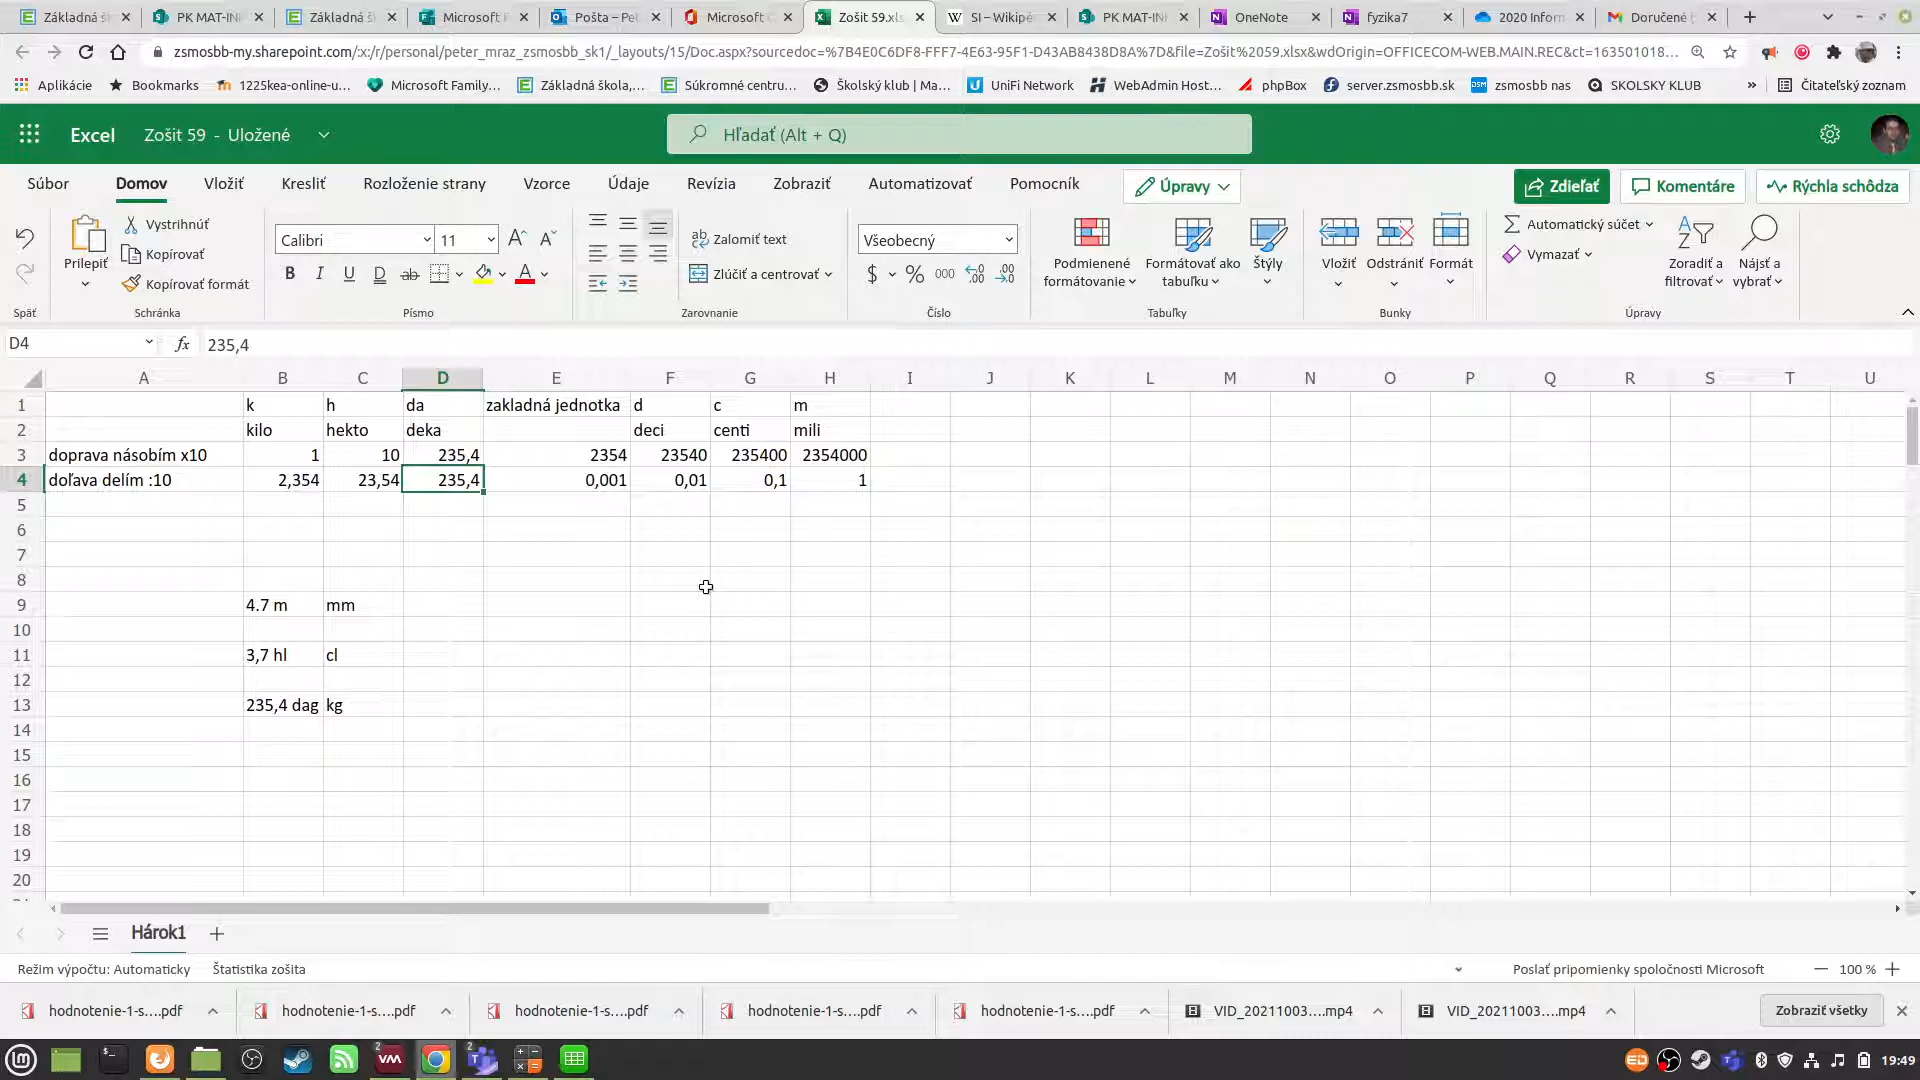 Základná š
PK MAT-IN
Základná š
Microsoft F
Pošta – Pe
Microsoft
Zošit 59.xls
SI – Wikipé
PK MAT-IN
OneNote
fyzika7
2020 Inforn
Doručené
zsmosbb-my.sharepoint.com/:x:/r/personal/peter_mraz_zsmosbb_sk1/_layouts/15/Doc.aspx?sourcedoc=%7B4E0C6DF8-FFF7-4E63-95F1-D43AB8438D8A%7D&file=Zošit%2059.xlsx&wdOrigin=OFFICECOM-WEB.MAIN.REC&ct=163501018...
Aplikácie
Bookmarks
1225kea-online-u...
Microsoft Family...
Základná škola,...
Súkromné centru...
Školský klub | Ma...
UniFi Network
WebAdmin Host...
phpBox
server.zsmosbb.sk
zsmosbb nas
SKOLSKY KLUB
»
Čitateľský zoznam
Excel
Zošit 59 - Uložené
Hľadať (Alt + Q)
Súbor
Domov
Vložiť
Kresliť
Rozloženie strany
Vzorce
Údaje
Revízia
Zobraziť
Automatizovať
Pomocník
Úpravy
Zdieľať
Komentáre
Rýchla schôdza
Späť
Prilepiť
Vystrihnúť
Kopírovať
Kopírovať formát
Schránka
Calibri
11
A^ A
B I U D ab A
Písmo
Zalomiť text
Zlúčiť a centrovať
Zarovnanie
Všeobecný
$ % 000
Číslo
Podmienené formátovanie
Formátovať ako tabuľku
Štýly
Tabuľky
Vložiť
Odstrániť
Formát
Bunky
Automatický súčet
Vymazať
Zoradiť a filtrovať
Nájsť a vybrať
Úpravy
D4
fx
235,4
A B C D E F G H I J K L M N O P Q R S T U
1 k h da zakladná jednotka d c m
2 kilo hekto deka deci centi mili
3 doprava násobím x10 1 10 235,4 2354 23540 235400 2354000
4 doľava delím :10 2,354 23,54 235,4 0,001 0,01 0,1 1
5
6
7
8
9 4.7 m mm
10
11 3,7 hl cl
12
13 235,4 dag kg
14
15
16
17
18
19
20
Hárok1
Režim výpočtu: Automaticky
Štatistika zošita
Poslať pripomienky spoločnosti Microsoft
100 %
hodnotenie-1-s....pdf
hodnotenie-1-s....pdf
hodnotenie-1-s....pdf
hodnotenie-1-s....pdf
hodnotenie-1-s....pdf
VID_20211003....mp4
VID_20211003....mp4
Zobraziť všetky
19:49